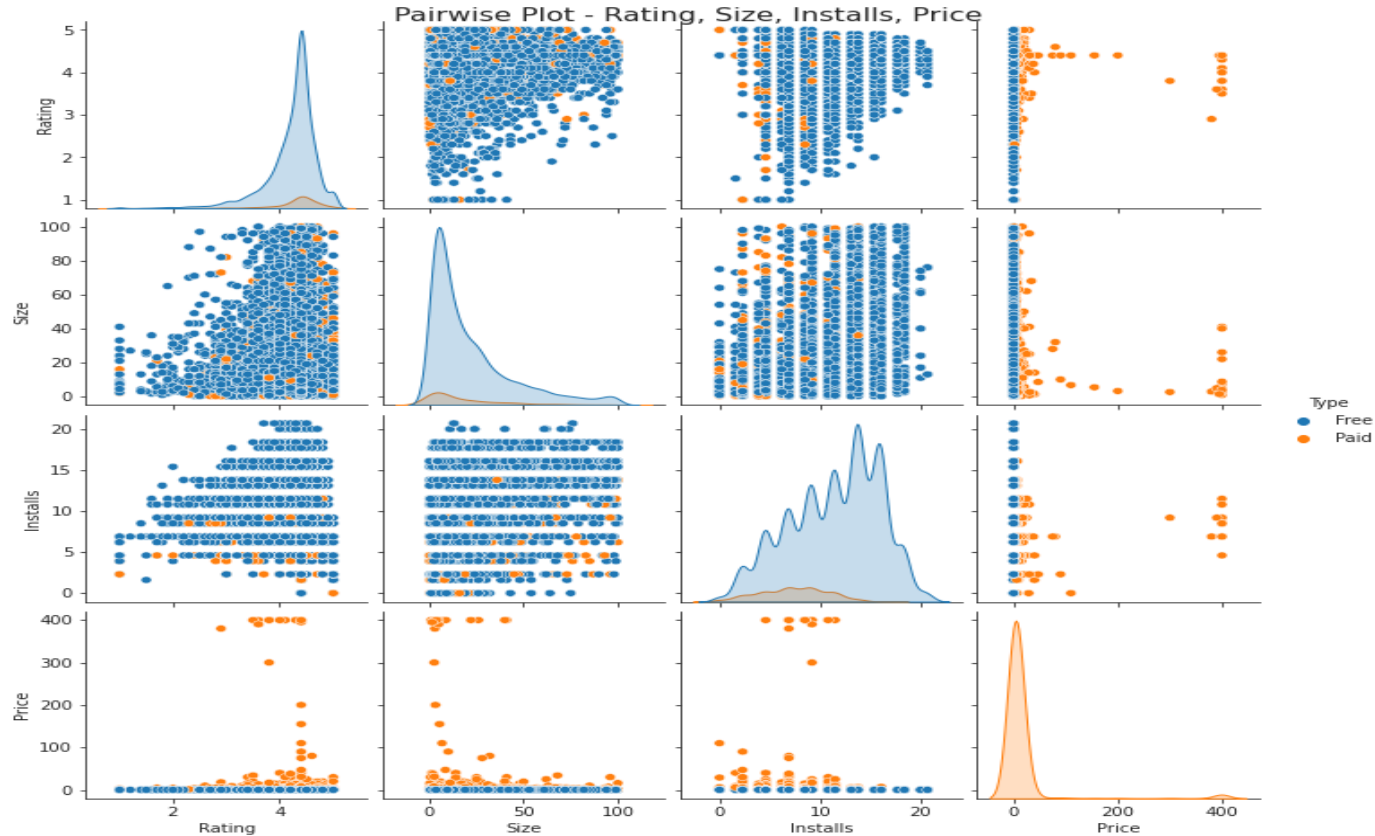 Pairwise Plot - Rating, Size, Installs, Price
5
4
3
2
1
Rating
100
80
60
40
20
0
Size
20
15
10
5
0
Installs
400
300
200
100
0
Price
2 4
Rating
0 50 100
Size
0 10 20
Installs
0 200 400
Price
Type
Free
Paid